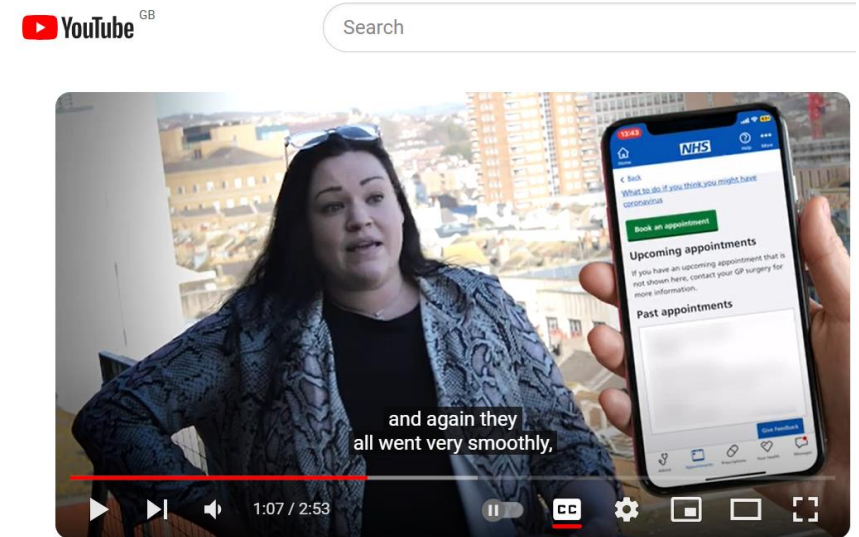 YouTube GB
Search
13:43
NHS
Home
Help
More
Back
What to do if you think you might have
coronavirus
Book an appointment
Upcoming appointments
If you have an upcoming appointment that is
not shown here, contact your GP surgery for
more information.
Past appointments
Give Feedback
Advice
Appointments
Prescriptions
Your health
Messages
and again they
all went very smoothly,
1:07 / 2:53
CC